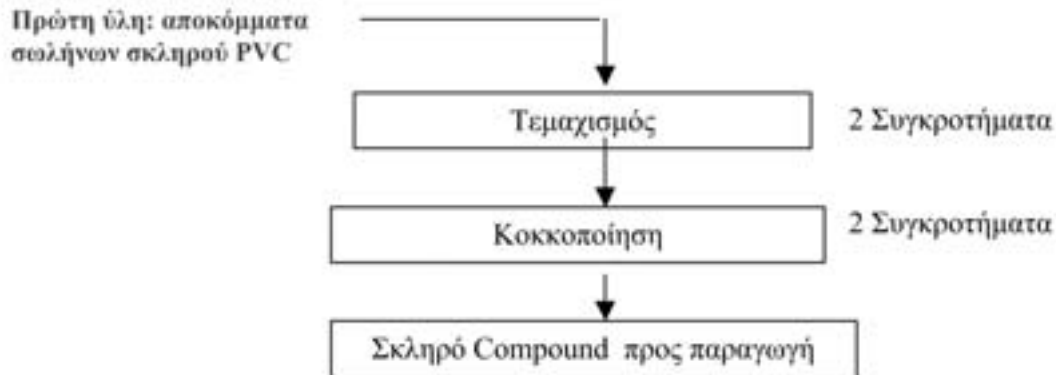 Πρώτη ύλη: αποκόμματα
σωλήνων σκληρού PVC
Τεμαχισμός
2 Συγκροτήματα
Κοκκοποίηση
2 Συγκροτήματα
Σκληρό Compound προς παραγωγή